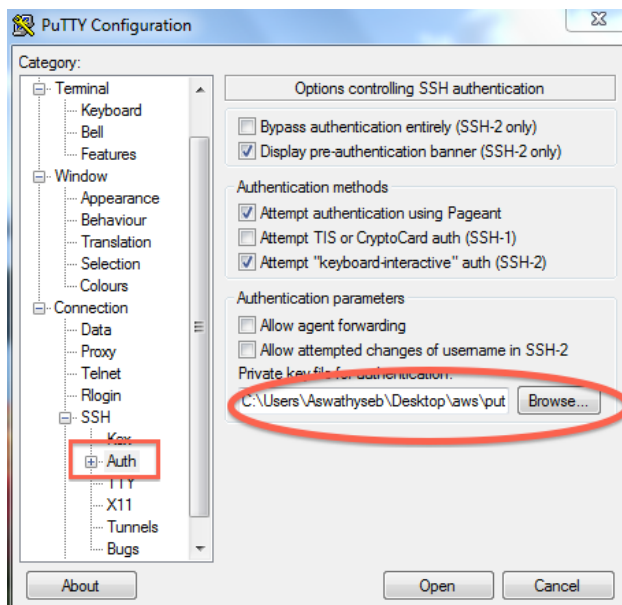 PuTTY Configuration
Category:
Terminal
Keyboard
Bell
Features
Window
Appearance
Behaviour
Translation
Selection
Colours
Connection
Data
Proxy
Telnet
Rlogin
SSH
Kex
Auth
TTY
X11
Tunnels
Bugs
Options controlling SSH authentication
Bypass authentication entirely (SSH-2 only)
Display pre-authentication banner (SSH-2 only)
Authentication methods
Attempt authentication using Pageant
Attempt TIS or CryptoCard auth (SSH-1)
Attempt "keyboard-interactive" auth (SSH-2)
Authentication parameters
Allow agent forwarding
Allow attempted changes of username in SSH-2
Private key file for authentication:
C:\Users\Aswathyseb\Desktop\aws\put Browse...
About Open Cancel